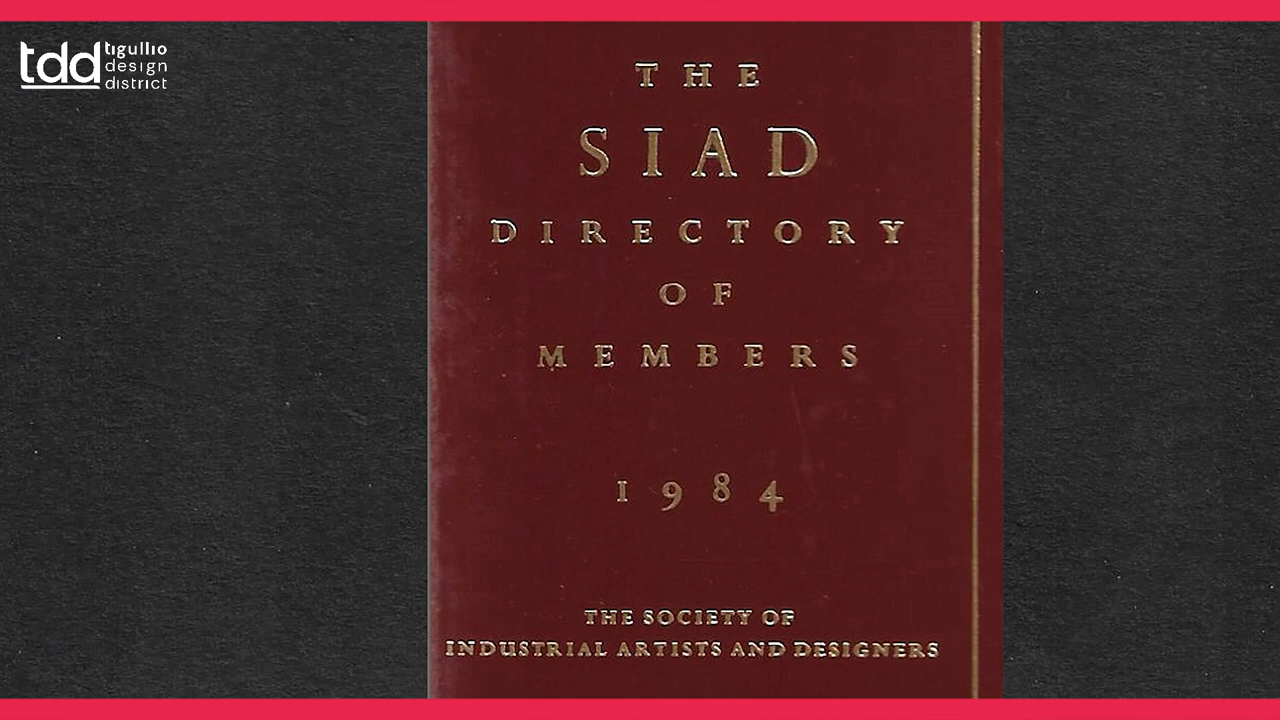 tdd
tigullio
design
district
THE
SIAD
DIRECTORY
OF
MEMBERS
1984
THE SOCIETY OF
INDUSTRIAL ARTISTS AND DESIGNERS